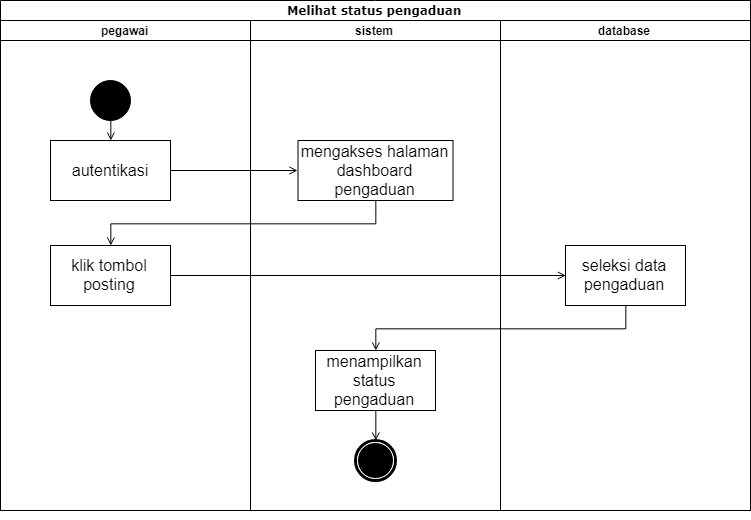 Melihat status pengaduan
pegawai
sistem
database
autentikasi
mengakses halaman
dashboard
pengaduan
klik tombol
posting
seleksi data
pengaduan
menampilkan
status
pengaduan